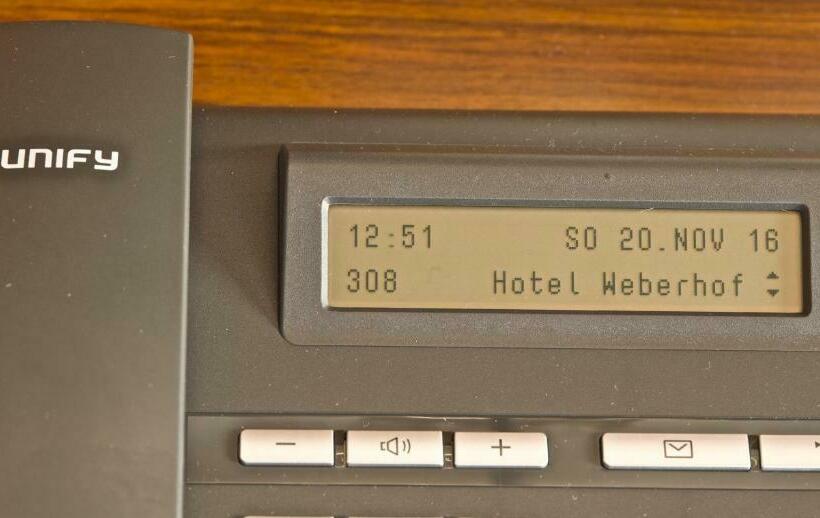 UNIFY
12:51 SO 20.NOV 16
308 Hotel Weberhof